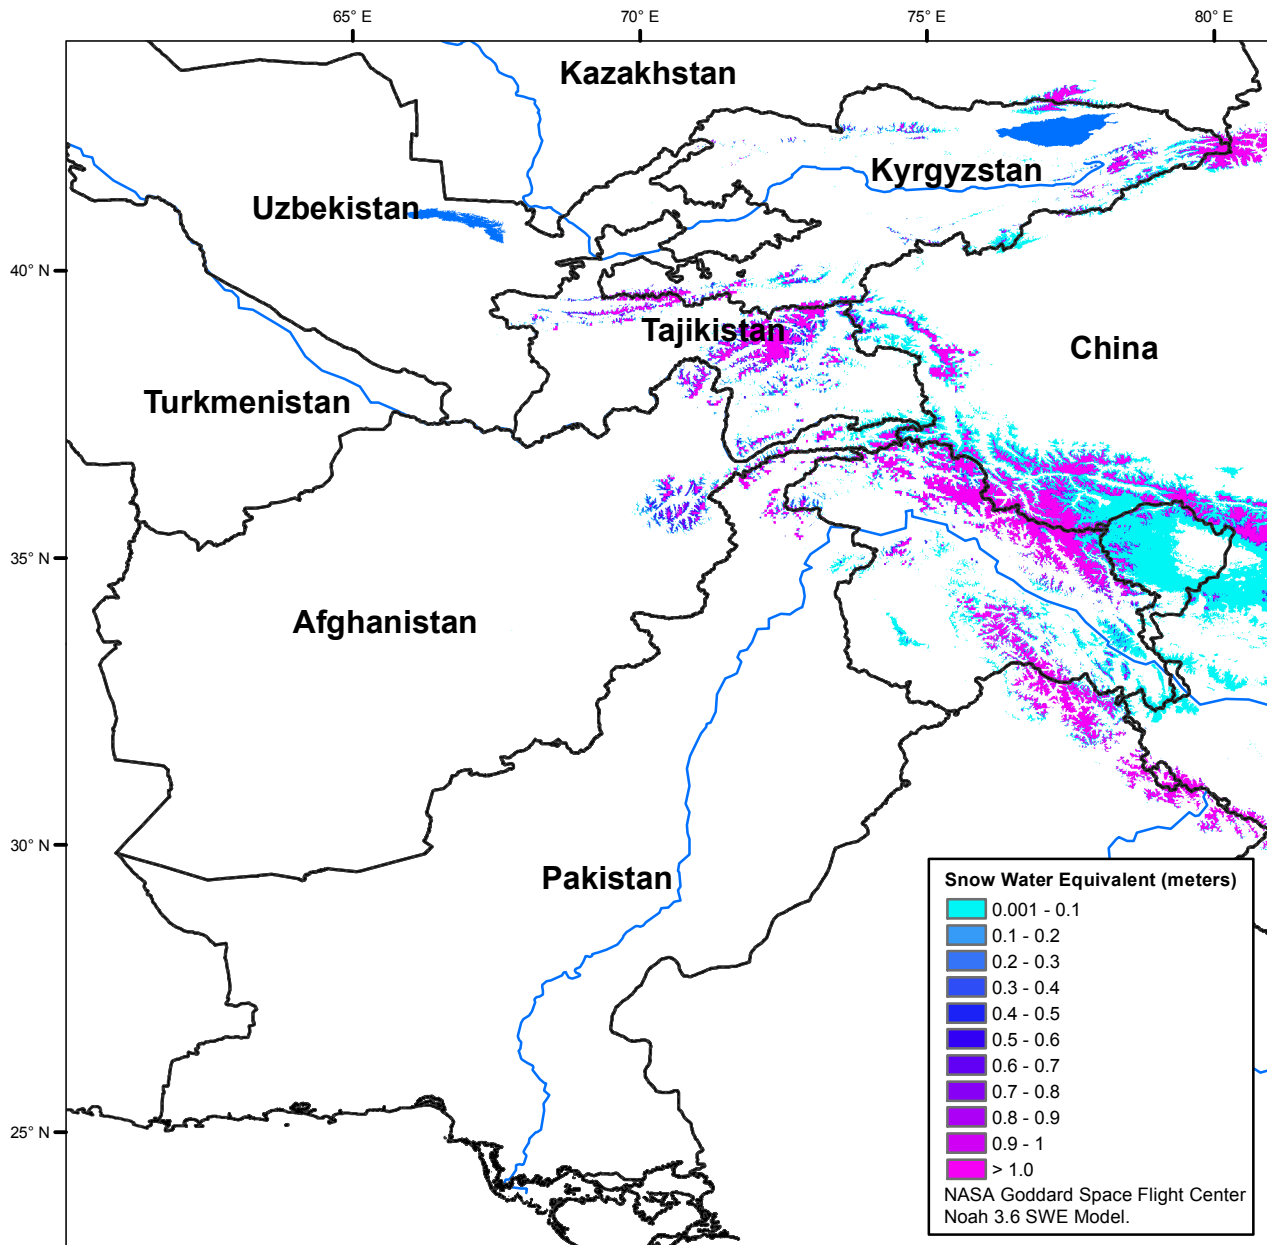 65° E
70° E
75° E
80° E
Kazakhstan
Kyrgyzstan
Uzbekistan
40° N
Tajikistan
China
Turkmenistan
35° N
Afghanistan
30° N
Pakistan
25° N
Snow Water Equivalent (meters)
0.001 - 0.1
0.1 - 0.2
0.2 - 0.3
0.3 - 0.4
0.4 - 0.5
0.5 - 0.6
0.6 - 0.7
0.7 - 0.8
0.8 - 0.9
0.9 - 1
> 1.0
NASA Goddard Space Flight Center
Noah 3.6 SWE Model.